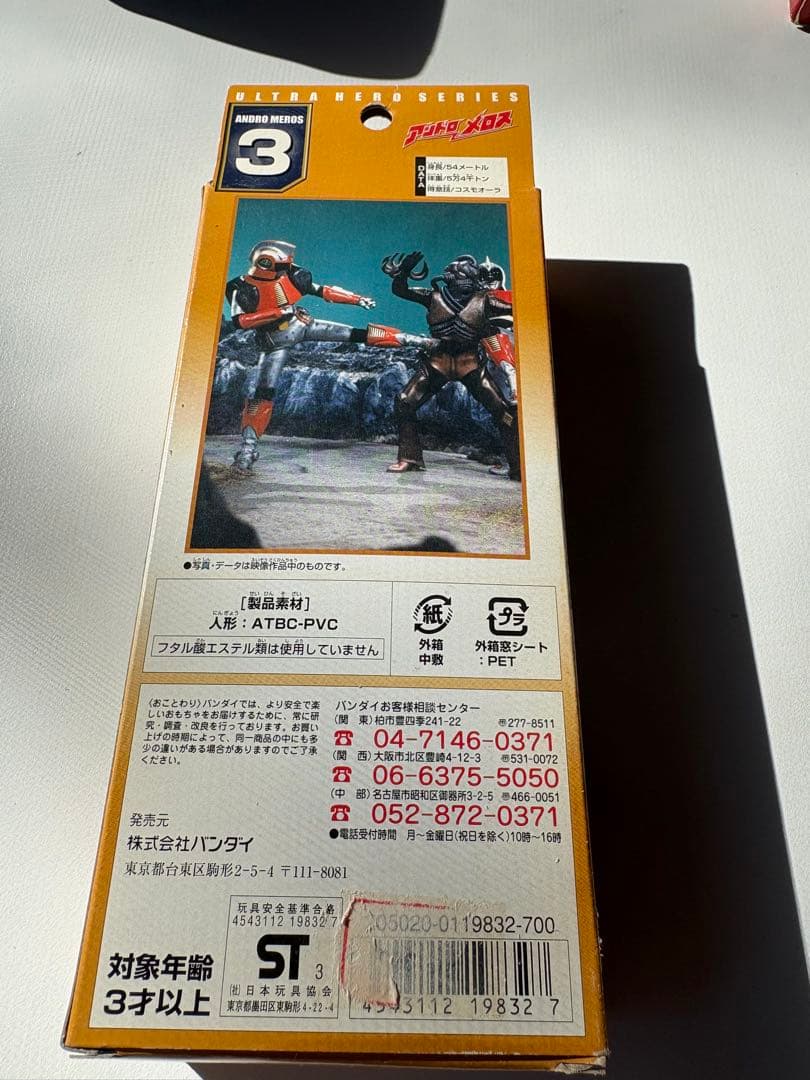 ULTRA HERO SERIES
ANDRO MEROS
3
アンドロメロス
DATA
身長/54メートル
体重/5万4千トン
得意技/コスモオーラ
●写真・データは映像作品中のものです。
[製品素材]
人形：ATBC-PVC
フタル酸エステル類は使用していません
紙
外箱
中敷
プラ
外箱窓シート
：PET
〈おことわり〉バンダイでは、より安全で楽
しいおもちゃをお届けするために、常に研
究・調査・改良を行っております。お買い
上げの時期によって、同一商品の中にも多
少の違いがある場合がありますのでご了承
ください。
発売元
株式会社バンダイ
東京都台東区駒形2-5-4 〒111-8081
バンダイお客様相談センター
(関　東)柏市豊四季241-22 〒277-8511
☎ 04-7146-0371
(関　西)大阪市北区豊崎4-12-3 〒531-0072
☎ 06-6375-5050
(中　部)名古屋市昭和区御器所3-2-5 〒466-0051
☎ 052-872-0371
●電話受付時間　月～金曜日(祝日を除く)10時～16時
対象年齢
3才以上
玩具安全基準合格
4543112 19832 7
ST 3
(社)日本玩具協会
東京都墨田区東駒形4-22-4
05020-0119832-700
4543112 19832 7